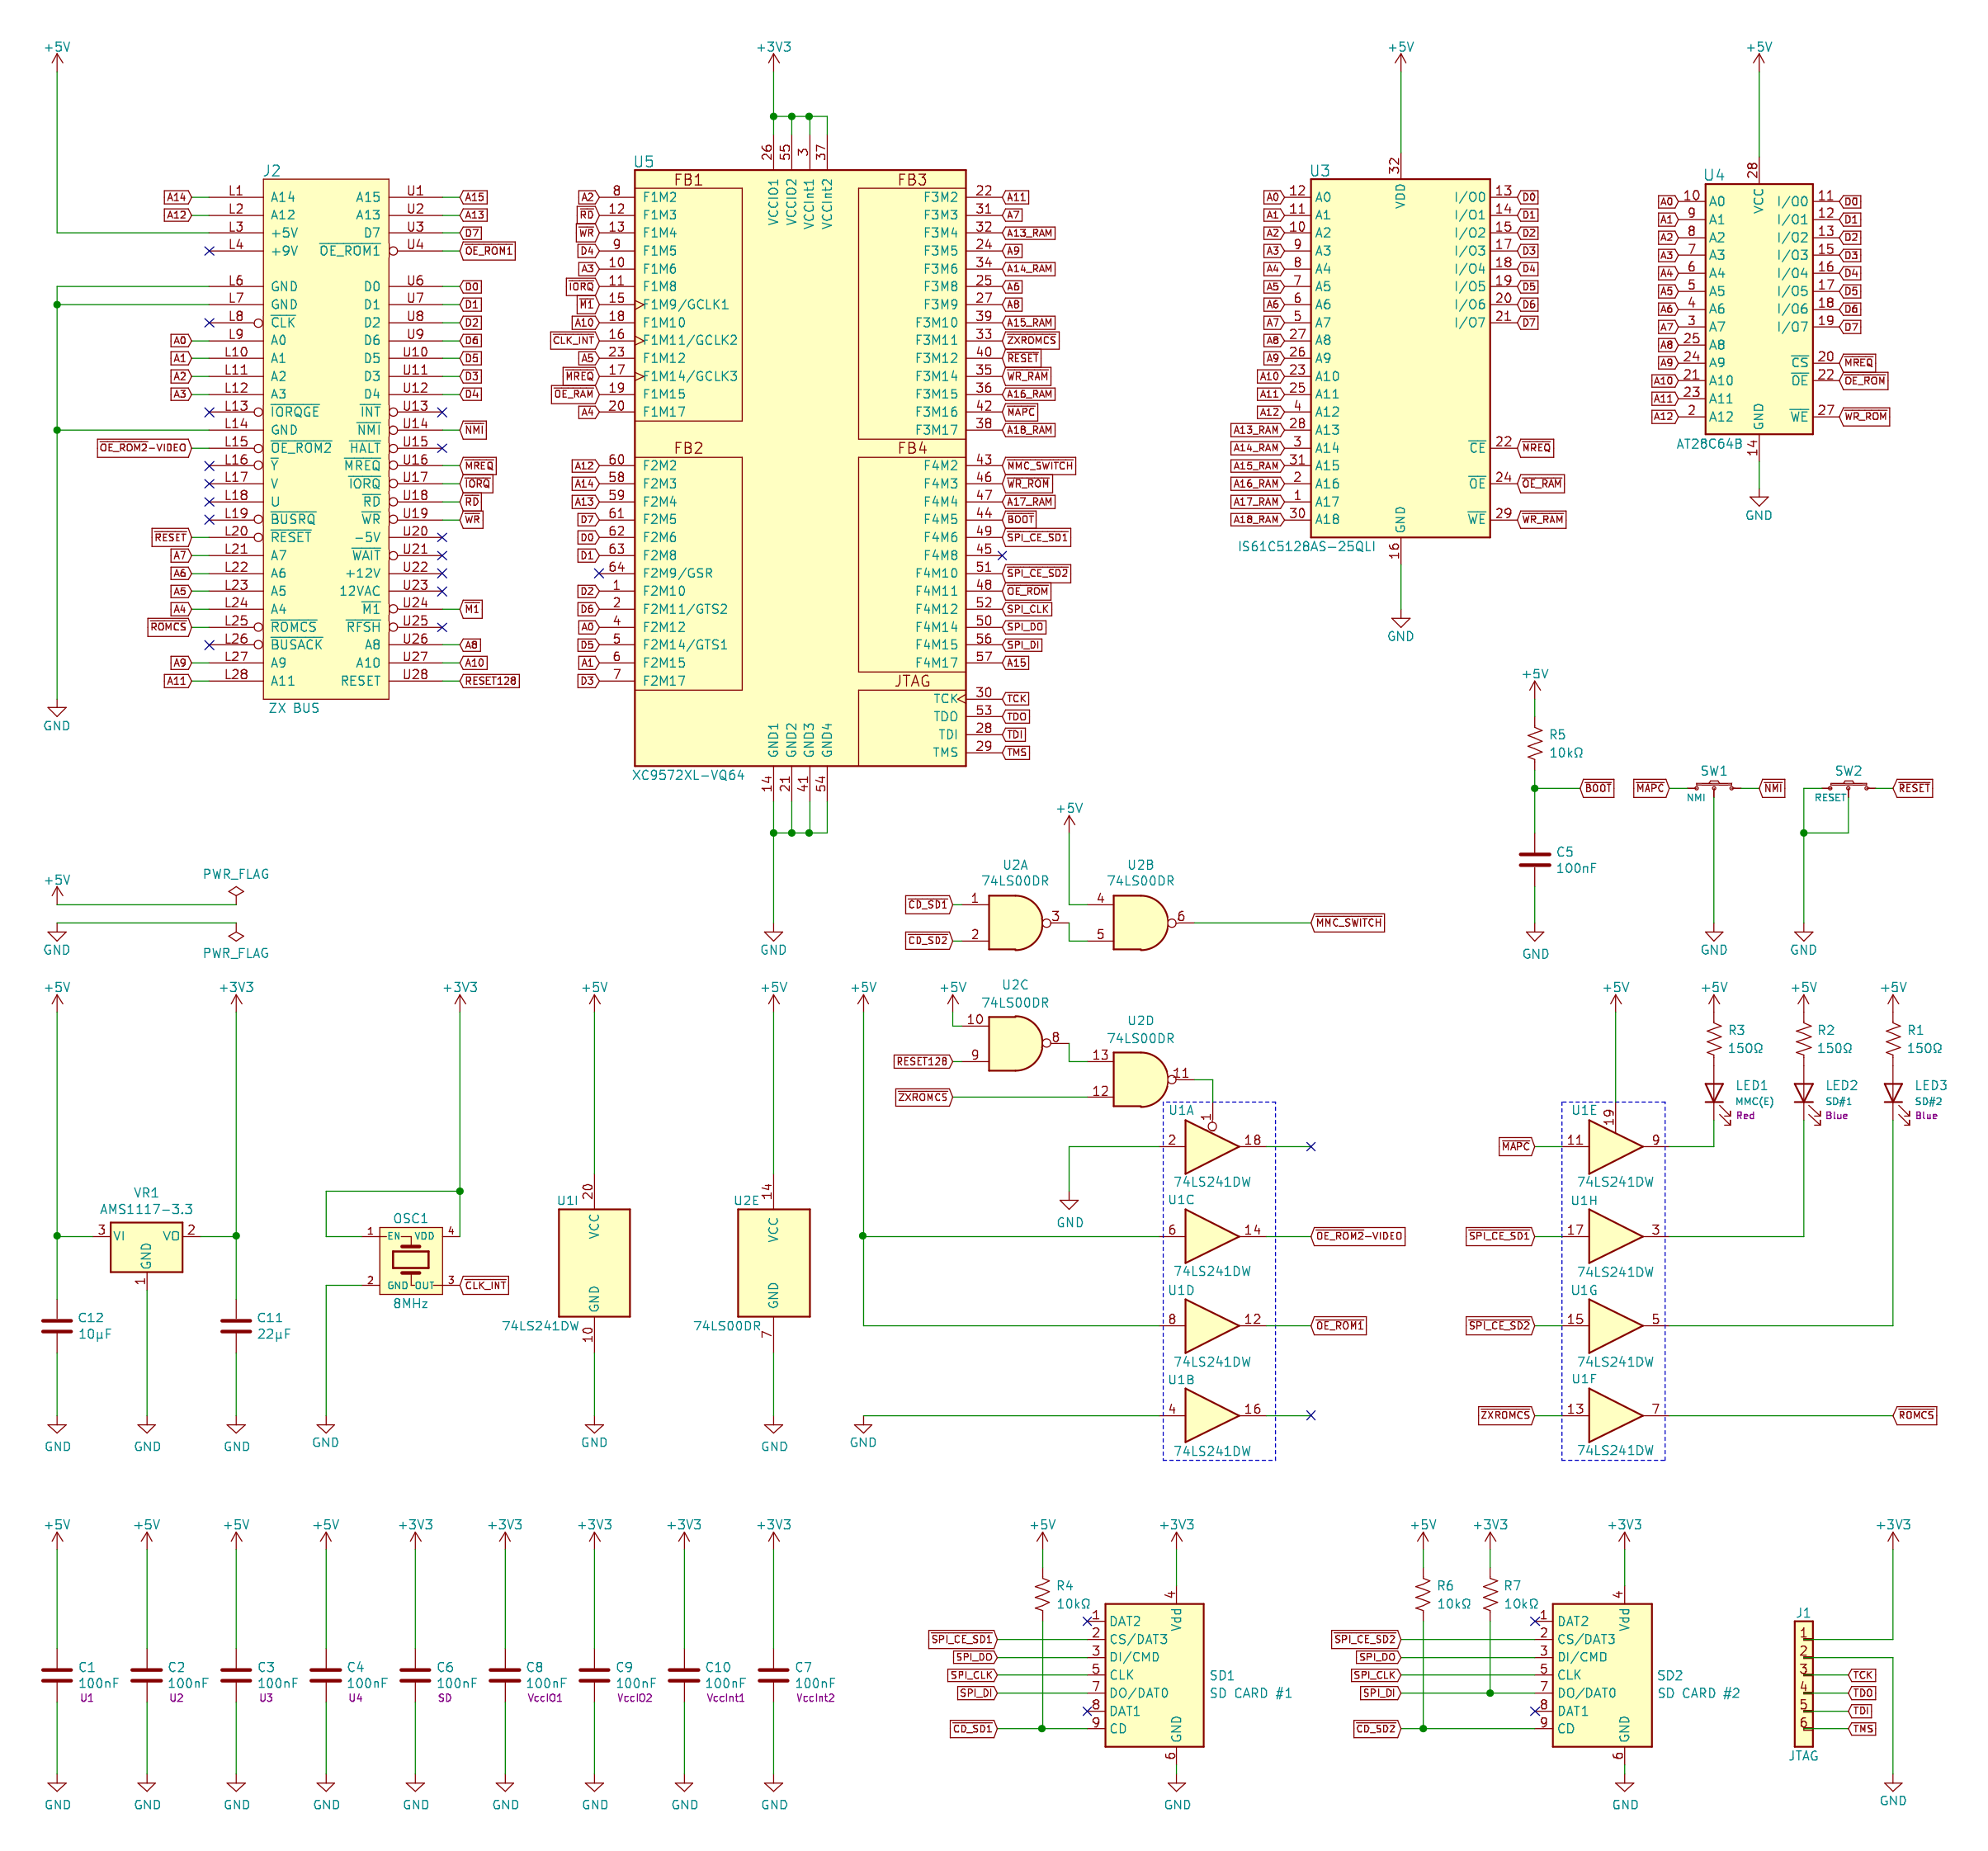 +5V
+3V3
+5V
+5V
J2
A14 L1 A14 A15 U1 A15
A12 L2 A12 A13 U2 A13
L3 +5V D7 U3 D7
L4 +9V OE_ROM1 U4 OE_ROM1
L6 GND D0 U6 D0
L7 GND D1 U7 D1
L8 CLK D2 U8 D2
A0 L9 A0 D6 U9 D6
A1 L10 A1 D5 U10 D5
A2 L11 A2 D3 U11 D3
A3 L12 A3 D4 U12 D4
L13 IORQGE INT U13
L14 GND NMI U14 NMI
OE_ROM2-VIDEO L15 OE_ROM2 HALT U15
L16 Y MREQ U16 MREQ
L17 V IORQ U17 IORQ
L18 U RD U18 RD
L19 BUSRQ WR U19 WR
RESET L20 RESET -5V U20
A7 L21 A7 WAIT U21
A6 L22 A6 +12V U22
A5 L23 A5 12VAC U23
A4 L24 A4 M1 U24 M1
ROMCS L25 ROMCS RFSH U25
L26 BUSACK A8 U26 A8
A9 L27 A9 A10 U27 A10
A11 L28 A11 RESET U28 RESET128
ZX BUS
GND
U5
26 55 3 37
VCCIO1 VCCIO2 VCCInt1 VCCInt2
FB1
A2 8 F1M2
RD 12 F1M3
WR 13 F1M4
D4 9 F1M5
A3 10 F1M6
IORQ 11 F1M8
M1 15 F1M9/GCLK1
A10 18 F1M10
CLK_INT 16 F1M11/GCLK2
A5 23 F1M12
MREQ 17 F1M14/GCLK3
OE_RAM 19 F1M15
A4 20 F1M17
FB2
A12 60 F2M2
A14 58 F2M3
A13 59 F2M4
D7 61 F2M5
D0 62 F2M6
D1 63 F2M8
64 F2M9/GSR
D2 1 F2M10
D6 2 F2M11/GTS2
A0 4 F2M12
D5 5 F2M14/GTS1
A1 6 F2M15
D3 7 F2M17
FB3
F3M2 22 A11
F3M3 31 A7
F3M4 32 A13_RAM
F3M5 24 A9
F3M6 34 A14_RAM
F3M8 25 A6
F3M9 27 A8
F3M10 39 A15_RAM
F3M11 33 ZXROMCS
F3M12 40 RESET
F3M14 35 WR_RAM
F3M15 36 A16_RAM
F3M16 42 MAPC
F3M17 38 A18_RAM
FB4
F4M2 43 MMC_SWITCH
F4M3 46 WR_ROM
F4M4 47 A17_RAM
F4M5 44 BOOT
F4M6 49 SPI_CE_SD1
F4M8 45
F4M10 51 SPI_CE_SD2
F4M11 48 OE_ROM
F4M12 52 SPI_CLK
F4M14 50 SPI_DO
F4M15 56 SPI_DI
F4M17 57 A15
JTAG
TCK 30 TCK
TDO 53 TDO
TDI 28 TDI
TMS 29 TMS
GND1 GND2 GND3 GND4
XC9572XL-VQ64
14 21 41 54
GND
U3
32
VDD
A0 12 A0 I/O0 13 D0
A1 11 A1 I/O1 14 D1
A2 10 A2 I/O2 15 D2
A3 9 A3 I/O3 17 D3
A4 8 A4 I/O4 18 D4
A5 7 A5 I/O5 19 D5
A6 6 A6 I/O6 20 D6
A7 5 A7 I/O7 21 D7
A8 27 A8
A9 26 A9
A10 23 A10
A11 25 A11
A12 4 A12
A13_RAM 28 A13
A14_RAM 3 A14 CE 22 MREQ
A15_RAM 31 A15
A16_RAM 2 A16 OE 24 OE_RAM
A17_RAM 1 A17
A18_RAM 30 A18 WE 29 WR_RAM
GND
IS61C5128AS-25QLI
16
GND
U4
28
VCC
A0 10 A0 I/O0 11 D0
A1 9 A1 I/O1 12 D1
A2 8 A2 I/O2 13 D2
A3 7 A3 I/O3 15 D3
A4 6 A4 I/O4 16 D4
A5 5 A5 I/O5 17 D5
A6 4 A6 I/O6 18 D6
A7 3 A7 I/O7 19 D7
A8 25 A8
A9 24 A9 CS 20 MREQ
A10 21 A10 OE 22 OE_ROM
A11 23 A11
A12 2 A12 WE 27 WR_ROM
GND
AT28C64B
14
GND
+5V
R5
10kΩ
BOOT
C5
100nF
GND
SW1
MAPC NMI NMI
GND
SW2
RESET RESET
GND
+5V PWR_FLAG
GND PWR_FLAG
+5V
U2A
74LS00DR
CD_SD1 1 3
CD_SD2 2
U2B
74LS00DR
4 6 MMC_SWITCH
5
+5V
+3V3
VR1
AMS1117-3.3
3 VI VO 2
GND
1
C12
10µF
C11
22µF
GND GND GND
+3V3
OSC1
1 EN VDD 4
2 GND OUT 3 CLK_INT
8MHz
GND
+5V
20
U1I
VCC
GND
74LS241DW
10
GND
+5V
14
U2E
VCC
GND
74LS00DR
7
GND
+5V
+5V
U2C
74LS00DR
10 8
RESET128 9
U2D
74LS00DR
13 11
ZXROMCS 12
U1A
1
2 18
74LS241DW
GND
U1C
6 14 OE_ROM2-VIDEO
74LS241DW
U1D
8 12 OE_ROM1
74LS241DW
U1B
4 16
74LS241DW
GND
+5V
+5V
+5V
+5V
R3
150Ω
R2
150Ω
R1
150Ω
LED1
MMC(E)
Red
LED2
SD#1
Blue
LED3
SD#2
Blue
U1E
19
MAPC 11 9
74LS241DW
U1H
SPI_CE_SD1 17 3
74LS241DW
U1G
SPI_CE_SD2 15 5
74LS241DW
U1F
ZXROMCS 13 7 ROMCS
74LS241DW
+5V +5V +5V +5V +3V3 +3V3 +3V3 +3V3 +3V3
C1 C2 C3 C4 C6 C8 C9 C10 C7
100nF 100nF 100nF 100nF 100nF 100nF 100nF 100nF 100nF
U1 U2 U3 U4 SD VccIO1 VccIO2 VccInt1 VccInt2
GND GND GND GND GND GND GND GND GND
+5V +3V3
R4
10kΩ
4
Vdd
1 DAT2
SPI_CE_SD1 2 CS/DAT3
SPI_DO 3 DI/CMD
SPI_CLK 5 CLK
SPI_DI 7 DO/DAT0
8 DAT1
CD_SD1 9 CD
GND
6
SD1
SD CARD #1
GND
+5V +3V3 +3V3
R6
10kΩ
R7
10kΩ
4
Vdd
1 DAT2
SPI_CE_SD2 2 CS/DAT3
SPI_DO 3 DI/CMD
SPI_CLK 5 CLK
SPI_DI 7 DO/DAT0
8 DAT1
CD_SD2 9 CD
GND
6
SD2
SD CARD #2
GND
+3V3
J1
1
2
3 TCK
4 TDO
5 TDI
6 TMS
JTAG
GND